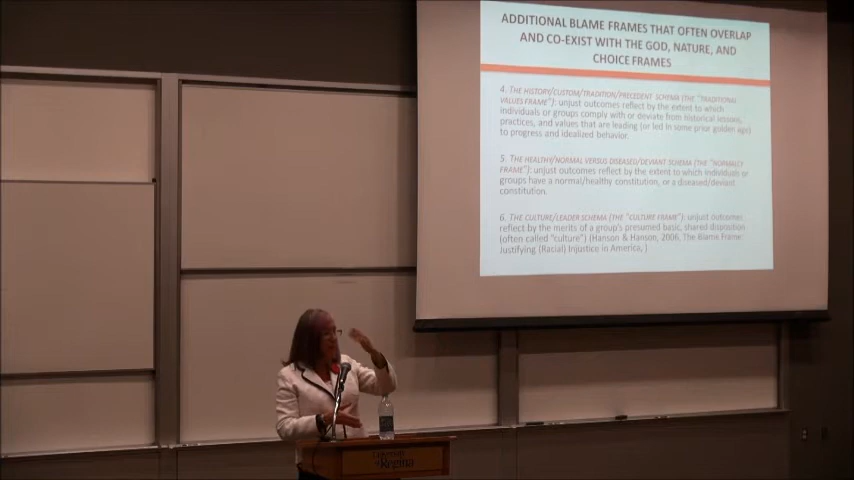 ADDITIONAL BLAME FRAMES THAT OFTEN OVERLAP
AND CO-EXIST WITH THE GOD, NATURE, AND
CHOICE FRAMES
4. THE HISTORY/CUSTOM/TRADITION/PRECEDENT SCHEMA (THE "TRADITIONAL
VALUES FRAME"): unjust outcomes reflect by the extent to which
individuals or groups comply with or deviate from historical lessons,
practices, and values that are leading (or led in some prior golden age)
to progress and idealized behavior.
5. THE HEALTHY/NORMAL VERSUS DISEASED/DEVIANT SCHEMA (THE "NORMALCY
FRAME"): unjust outcomes reflect by the extent to which individuals or
groups have a normal/healthy constitution, or a diseased/deviant
constitution.
6. THE CULTURE/LEADER SCHEMA (THE "CULTURE FRAME"): unjust outcomes
reflect by the merits of a group's presumed basic, shared disposition
(often called "culture") (Hanson & Hanson, 2006, The Blame Frame:
Justifying (Racial) Injustice in America, )
University
of Regina